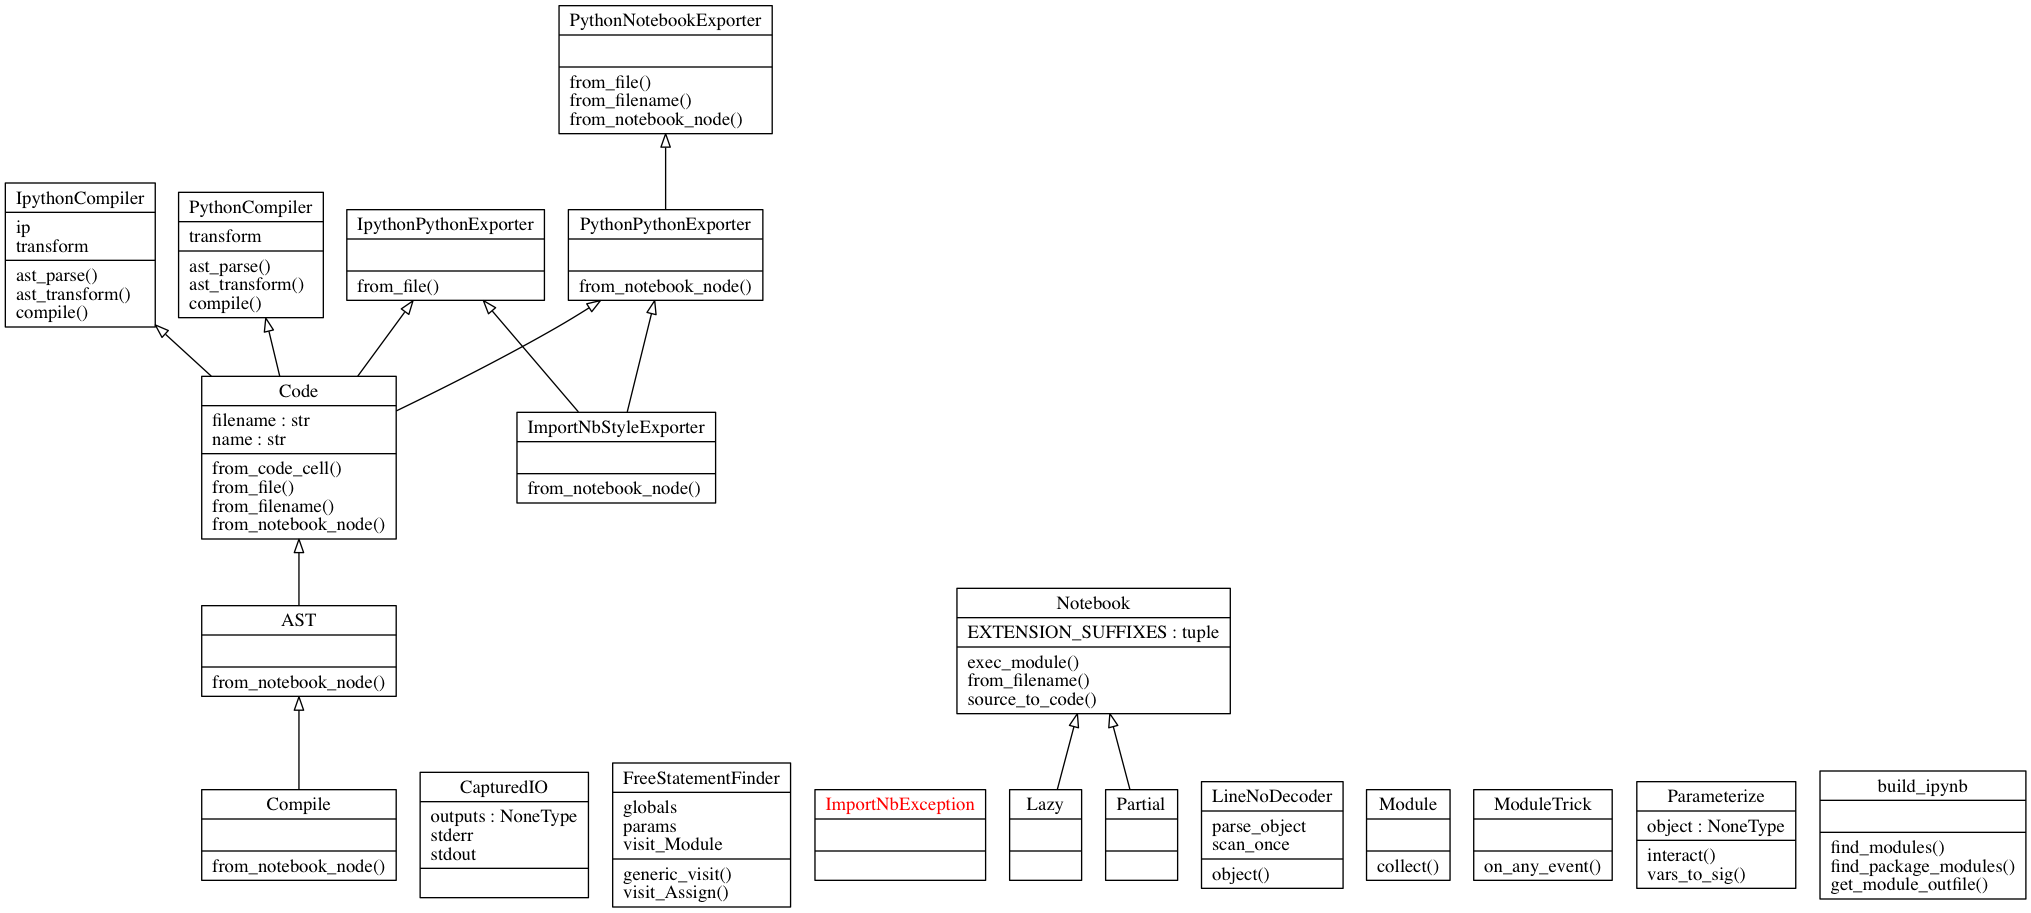 PythonNotebookExporter
from_file()
from_filename()
from_notebook_node()
IpythonCompiler
ip
transform
ast_parse()
ast_transform()
compile()
PythonCompiler
transform
ast_parse()
ast_transform()
compile()
IpythonPythonExporter
from_file()
PythonPythonExporter
from_notebook_node()
Code
filename : str
name : str
from_code_cell()
from_file()
from_filename()
from_notebook_node()
ImportNbStyleExporter
from_notebook_node()
AST
from_notebook_node()
Notebook
EXTENSION_SUFFIXES : tuple
exec_module()
from_filename()
source_to_code()
Compile
from_notebook_node()
CapturedIO
outputs : NoneType
stderr
stdout
FreeStatementFinder
globals
params
visit_Module
generic_visit()
visit_Assign()
ImportNbException
Lazy
Partial
LineNoDecoder
parse_object
scan_once
object()
Module
collect()
ModuleTrick
on_any_event()
Parameterize
object : NoneType
interact()
vars_to_sig()
build_ipynb
find_modules()
find_package_modules()
get_module_outfile()